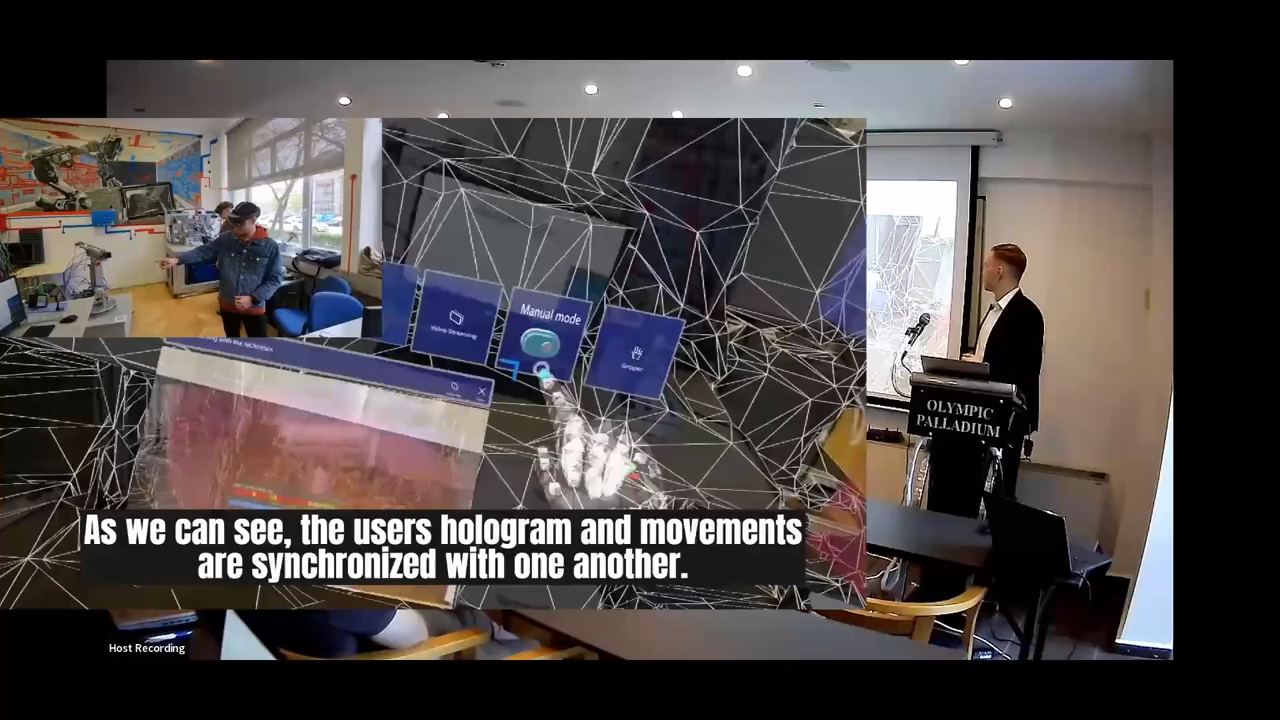 Manual mode
Video Streaming
Gripper
OLYMPIC
PALLADIUM
As we can see, the users hologram and movements
are synchronized with one another.
Host Recording